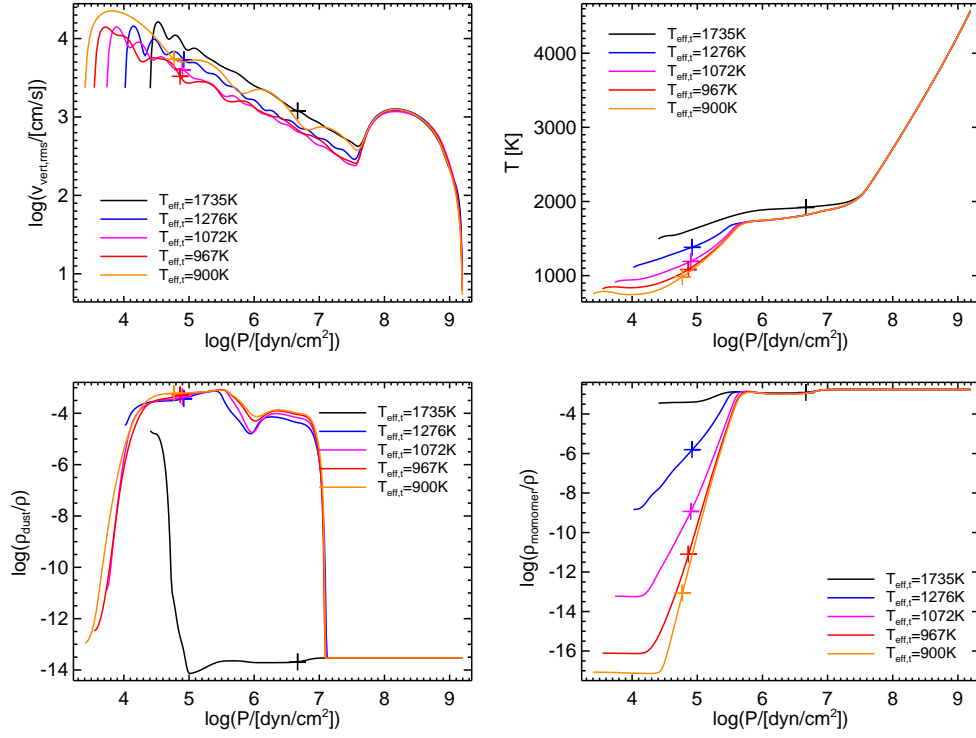 log(v_vert,rms/[cm/s])
4
3
2
1
T_eff,t=1735K
T_eff,t=1276K
T_eff,t=1072K
T_eff,t=967K
T_eff,t=900K
4 5 6 7 8 9
log(P/[dyn/cm²])
T [K]
4000
3000
2000
1000
T_eff,t=1735K
T_eff,t=1276K
T_eff,t=1072K
T_eff,t=967K
T_eff,t=900K
4 5 6 7 8 9
log(P/[dyn/cm²])
log(ρ_dust/ρ)
-4
-6
-8
-10
-12
-14
T_eff,t=1735K
T_eff,t=1276K
T_eff,t=1072K
T_eff,t=967K
T_eff,t=900K
4 5 6 7 8 9
log(P/[dyn/cm²])
log(ρ_momomer/ρ)
-4
-6
-8
-10
-12
-14
-16
T_eff,t=1735K
T_eff,t=1276K
T_eff,t=1072K
T_eff,t=967K
T_eff,t=900K
4 5 6 7 8 9
log(P/[dyn/cm²])